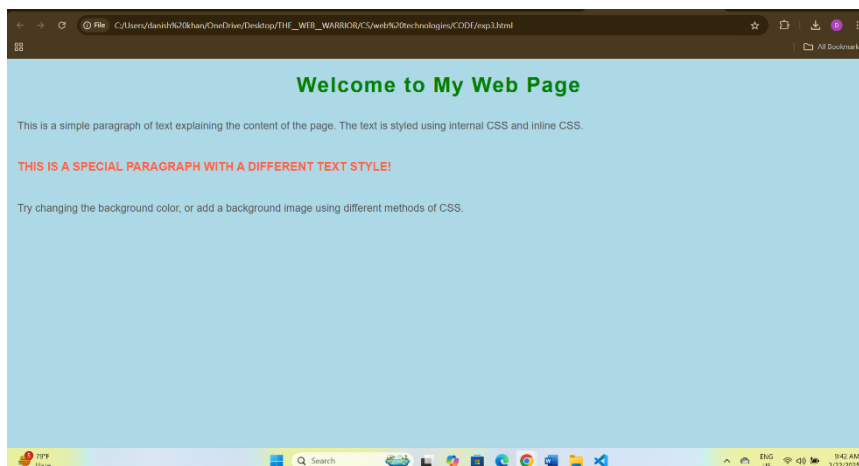 File C:/Users/danish%20khan/OneDrive/Desktop/THE_WEB_WARRIOR/CS/web%20technologies/CODE/exp3.html
D
All Bookmark
Welcome to My Web Page
This is a simple paragraph of text explaining the content of the page. The text is styled using internal CSS and inline CSS.
THIS IS A SPECIAL PARAGRAPH WITH A DIFFERENT TEXT STYLE!
Try changing the background color, or add a background image using different methods of CSS.
79°F
Search
ENG
9:42 AM